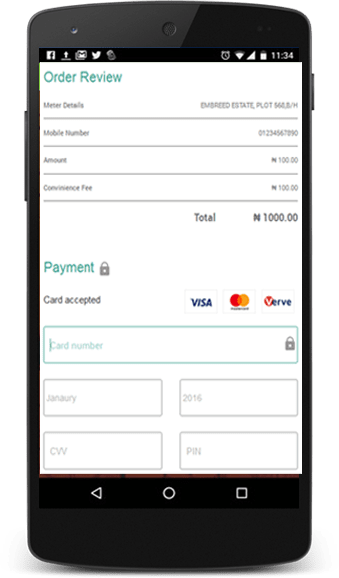 11:34
Order Review
Meter Details EMBREED ESTATE, PLOT 568,B/H
Mobile Number 01234567890
Amount ₦ 100.00
Convinience Fee ₦ 100.00
Total ₦ 1000.00
Payment
Card accepted VISA mastercard Verve
Card number
Janaury 2016
CVV PIN